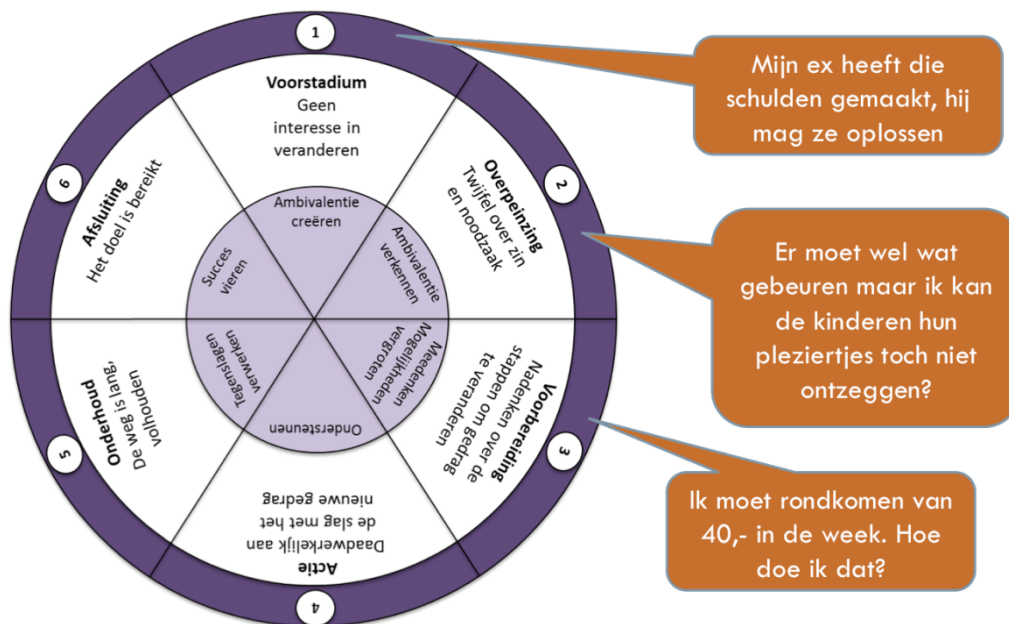 1
Voorstadium
Geen
interesse in
veranderen
Ambivalentie
creëren
Mijn ex heeft die
schulden gemaakt, hij
mag ze oplossen
2
Overpeinzing
Twijfel over zin
en noodzaak
Ambivalentie
verkennen
Er moet wel wat
gebeuren maar ik kan
de kinderen hun
pleziertjes toch niet
ontzeggen?
3
Voorbereiding
Nadenken over de
stappen om gedrag
te veranderen
Meedenken
Mogelijkheden
vergroten
Ik moet rondkomen van
40,- in de week. Hoe
doe ik dat?
4
Actie
Daadwerkelijk aan
de slag met het
nieuwe gedrag
Ondersteunen
5
Onderhoud
De weg is lang,
volhouden
Tegenslagen
verwerken
6
Afsluiting
Het doel is bereikt
Succes
vieren